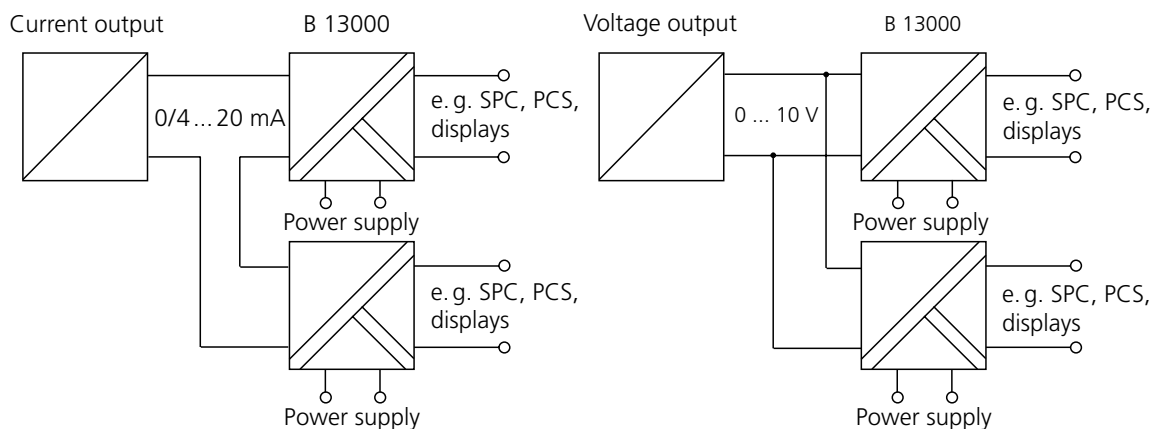 Current output
B 13000
0/4 ... 20 mA
e. g. SPC, PCS,
displays
Power supply
e. g. SPC, PCS,
displays
Power supply
Voltage output
B 13000
0 ... 10 V
e. g. SPC, PCS,
displays
Power supply
e. g. SPC, PCS,
displays
Power supply